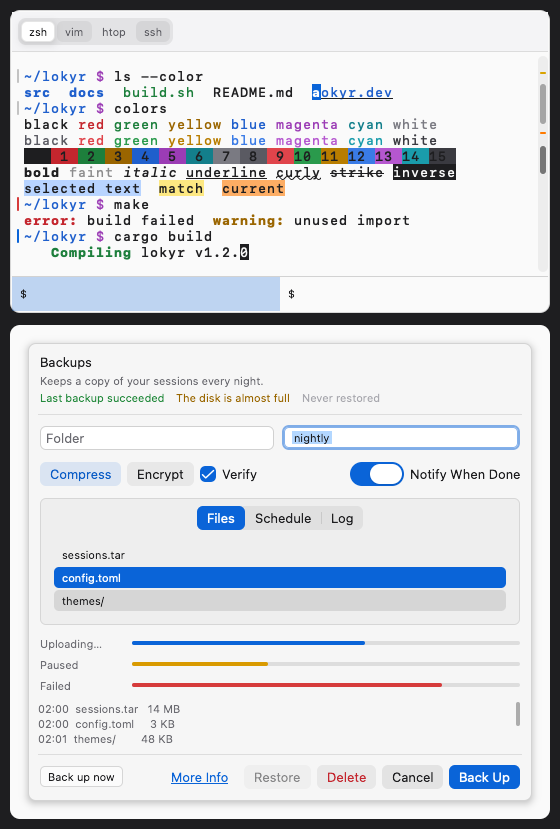 zsh vim htop ssh
~/lokyr $ ls --color
src docs build.sh README.md aokyr.dev
~/lokyr $ colors
black red green yellow blue magenta cyan white
black red green yellow blue magenta cyan white
1 2 3 4 5 6 7 8 9 10 11 12 13 14 15
bold faint italic underline curly strike inverse
selected text match current
~/lokyr $ make
error: build failed warning: unused import
~/lokyr $ cargo build
Compiling lokyr v1.2.0
$ $
Backups
Keeps a copy of your sessions every night.
Last backup succeeded The disk is almost full Never restored
Folder nightly
Compress Encrypt Verify Notify When Done
Files Schedule Log
sessions.tar
config.toml
themes/
Uploading...
Paused
Failed
02:00 sessions.tar 14 MB
02:00 config.toml 3 KB
02:01 themes/ 48 KB
Back up now More Info Restore Delete Cancel Back Up